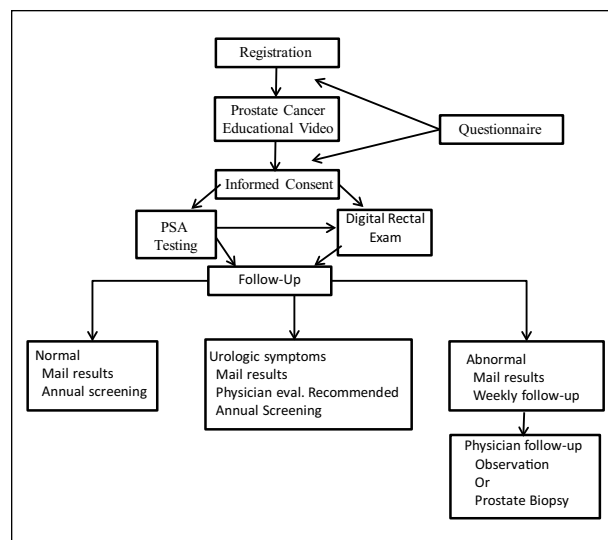 Registration
Prostate Cancer
Educational Video
Questionnaire
Informed Consent
PSA
Testing
Digital Rectal
Exam
Follow-Up
Normal
Mail results
Annual screening
Urologic symptoms
Mail results
Physician eval. Recommended
Annual Screening
Abnormal
Mail results
Weekly follow-up
Physician follow-up
Observation
Or
Prostate Biopsy